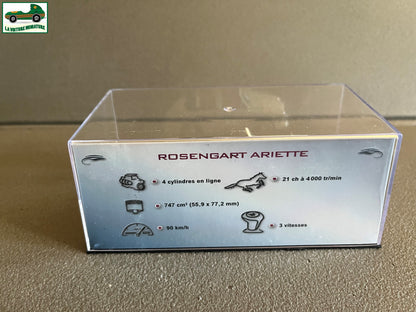 LA VOITURE MINIATURE
ROSENGART ARIETTE
4 cylindres en ligne
21 ch à 4000 tr/min
747 cm³ (55,9 x 77,2 mm)
90 km/h
3 vitesses